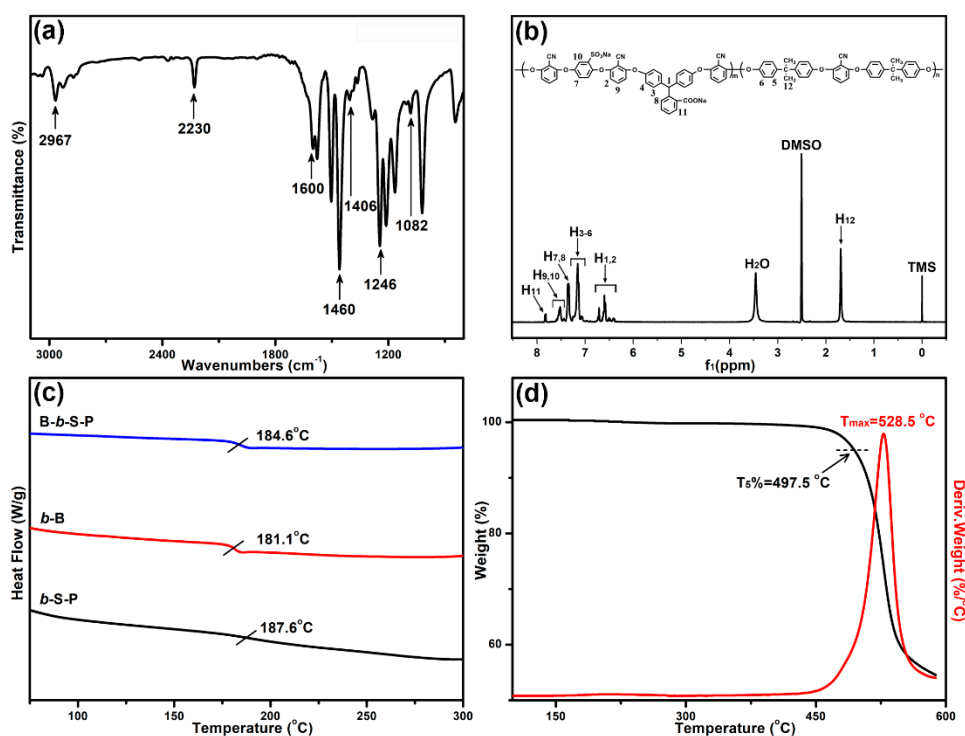 (a)
2967
2230
1600
1406
1082
1246
1460
Transmittance (%)
3000 2400 1800 1200
Wavenumbers (cm⁻¹)
(b)
CN SO₃Na CN CN CN
10
O O O O O m O O O O n
7 2 9 4 3 1 6 5 12
CH₃ CH₃
CH₃ CH₃
8 COONa
11
DMSO
H₃₋₆
H₇,₈
H₉,₁₀
H₁₁
H₁,₂
H₂O
H₁₂
TMS
8 7 6 5 4 3 2 1 0
f₁(ppm)
(c)
B-b-S-P
184.6°C
b-B
181.1°C
b-S-P
187.6°C
Heat Flow (W/g)
100 150 200 250 300
Temperature (°C)
(d)
Tmax=528.5 °C
T₅%=497.5 °C
100
80
60
Weight (%)
Deriv.Weight (%/°C)
150 300 450 600
Temperature (°C)